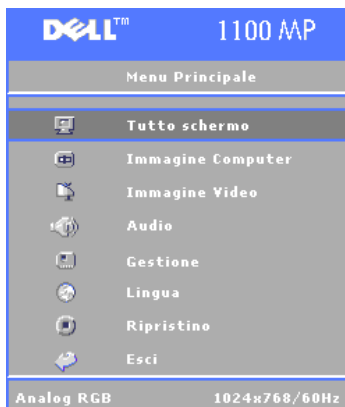 DELL™ 1100 MP
Menu Principale
Tutto schermo
Immagine Computer
Immagine Video
Audio
Gestione
Lingua
Ripristino
Esci
Analog RGB 1024x768/60Hz